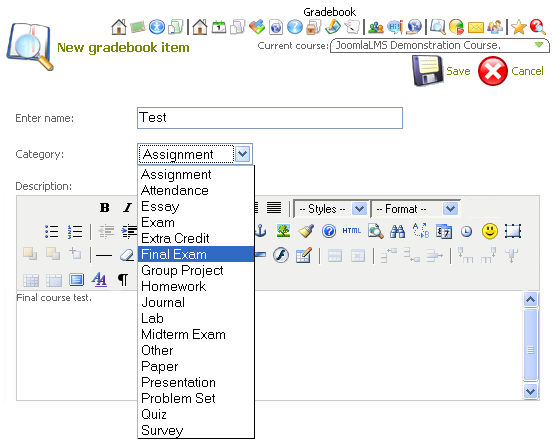 Gradebook
New gradebook item
Current course: JoomlaLMS Demonstration Course.
Save Cancel
Enter name: Test
Category: Assignment
Assignment
Attendance
Essay
Exam
Extra Credit
Final Exam
Group Project
Homework
Journal
Lab
Midterm Exam
Other
Paper
Presentation
Problem Set
Quiz
Survey
Description:
B I -- Styles -- -- Format --
HTML
Final course test.